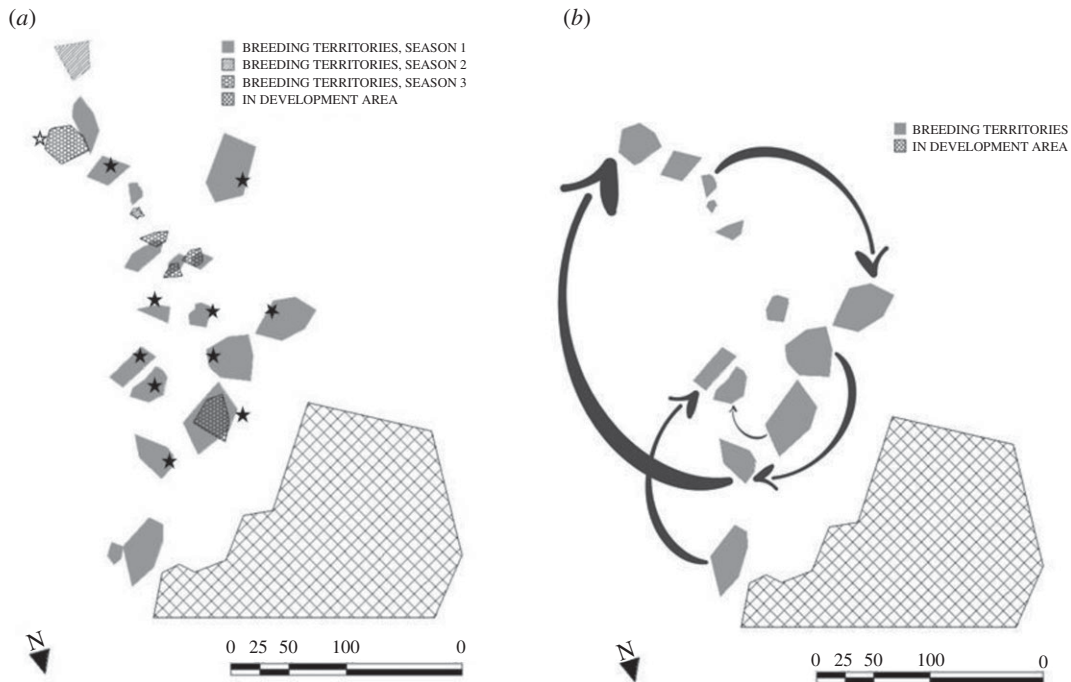 (a)
BREEDING TERRITORIES, SEASON 1
BREEDING TERRITORIES, SEASON 2
BREEDING TERRITORIES, SEASON 3
IN DEVELOPMENT AREA
N
0 25 50 100 0
(b)
BREEDING TERRITORIES
IN DEVELOPMENT AREA
N
0 25 50 100 0